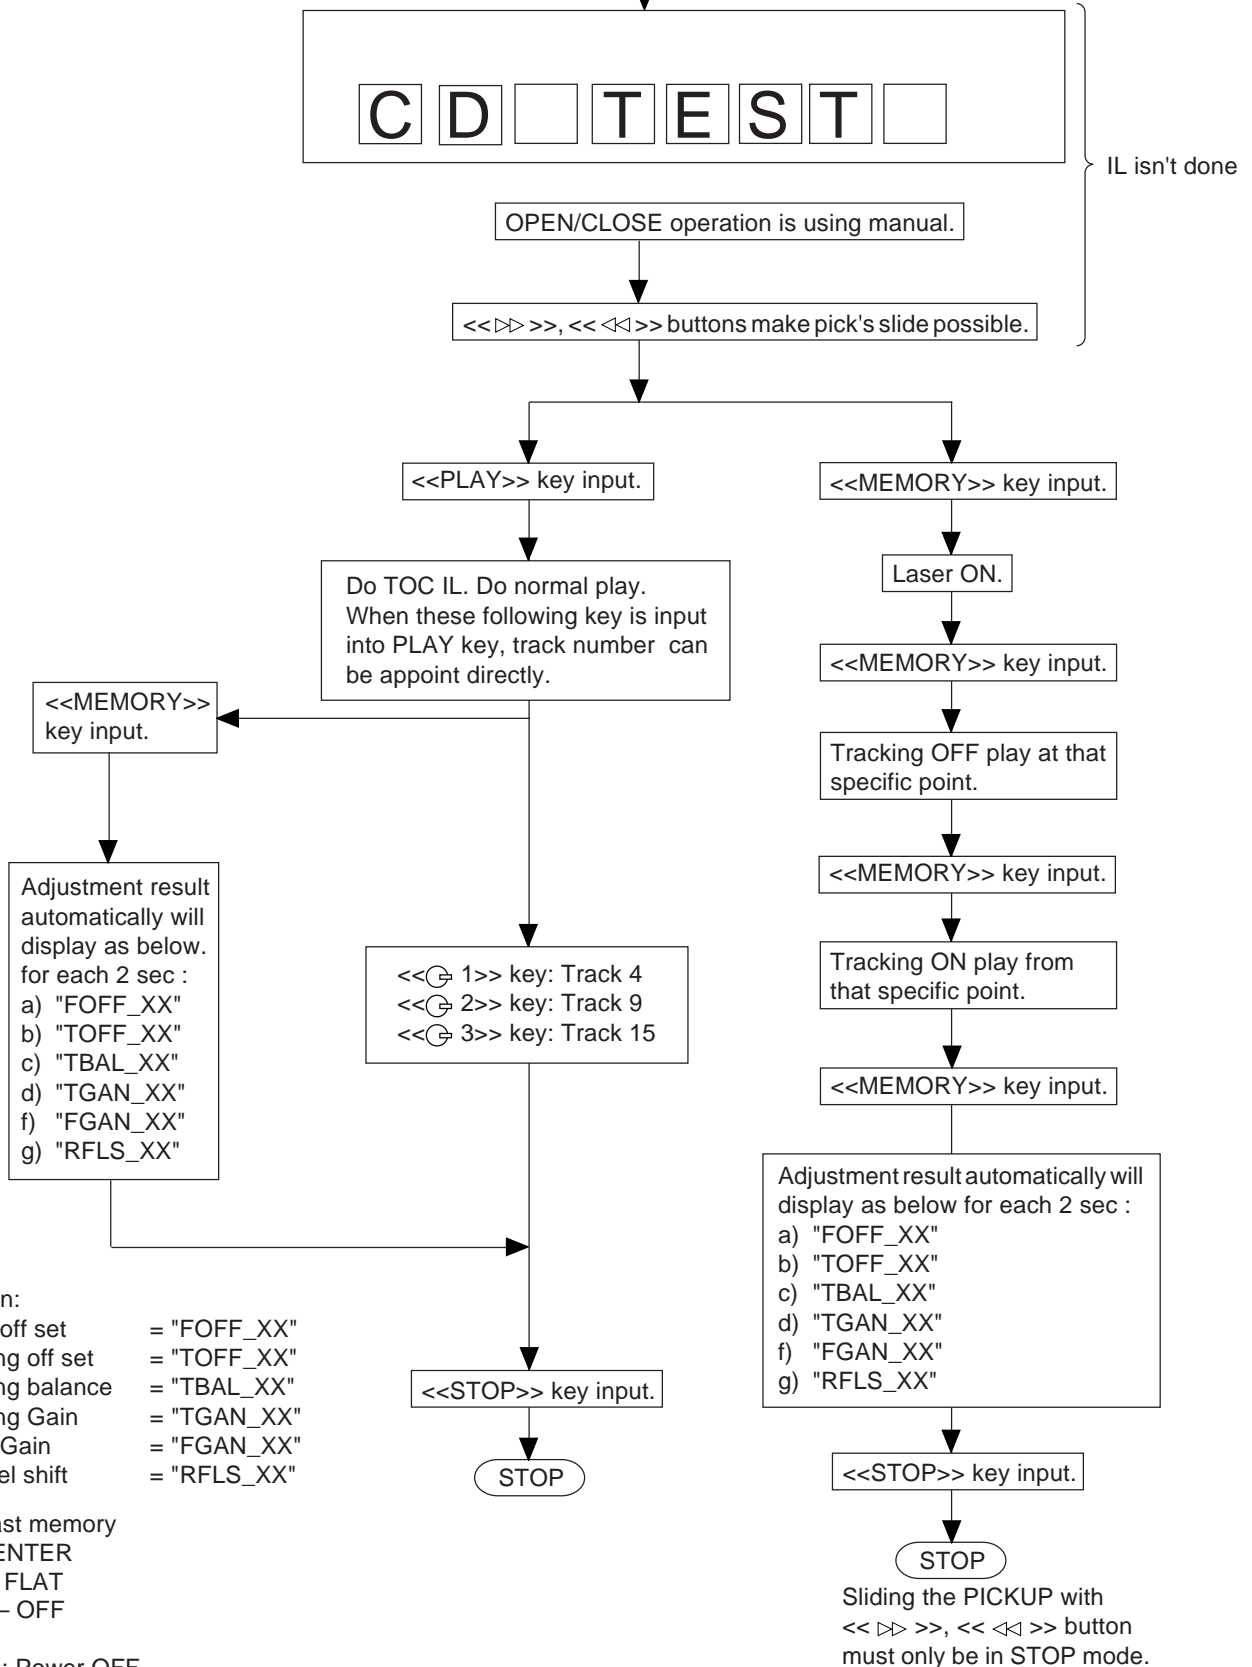 CD TEST
IL isn't done
OPEN/CLOSE operation is using manual.
<< ▷▷ >>, << ◁◁ >> buttons make pick's slide possible.
<<PLAY>> key input.
Do TOC IL. Do normal play.
When these following key is input
into PLAY key, track number can
be appoint directly.
<<MEMORY>>
key input.
Adjustment result
automatically will
display as below.
for each 2 sec :
a) "FOFF_XX"
b) "TOFF_XX"
c) "TBAL_XX"
d) "TGAN_XX"
f) "FGAN_XX"
g) "RFLS_XX"
<< 1>> key: Track 4
<< 2>> key: Track 9
<< 3>> key: Track 15
<<STOP>> key input.
STOP
<<MEMORY>> key input.
Laser ON.
<<MEMORY>> key input.
Tracking OFF play at that
specific point.
<<MEMORY>> key input.
Tracking ON play from
that specific point.
<<MEMORY>> key input.
Adjustment result automatically will
display as below for each 2 sec :
a) "FOFF_XX"
b) "TOFF_XX"
c) "TBAL_XX"
d) "TGAN_XX"
f) "FGAN_XX"
g) "RFLS_XX"
<<STOP>> key input.
STOP
Sliding the PICKUP with
<< ▷▷ >>, << ◁◁ >> button
must only be in STOP mode.
n:
off set = "FOFF_XX"
ng off set = "TOFF_XX"
ng balance = "TBAL_XX"
ng Gain = "TGAN_XX"
Gain = "FGAN_XX"
el shift = "RFLS_XX"
ast memory
ENTER
FLAT
– OFF
: Power OFF